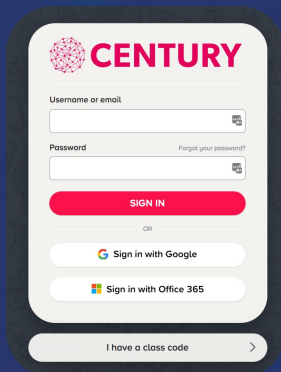 CENTURY
Username or email
Password Forgot your password?
SIGN IN
OR
Sign in with Google
Sign in with Office 365
I have a class code